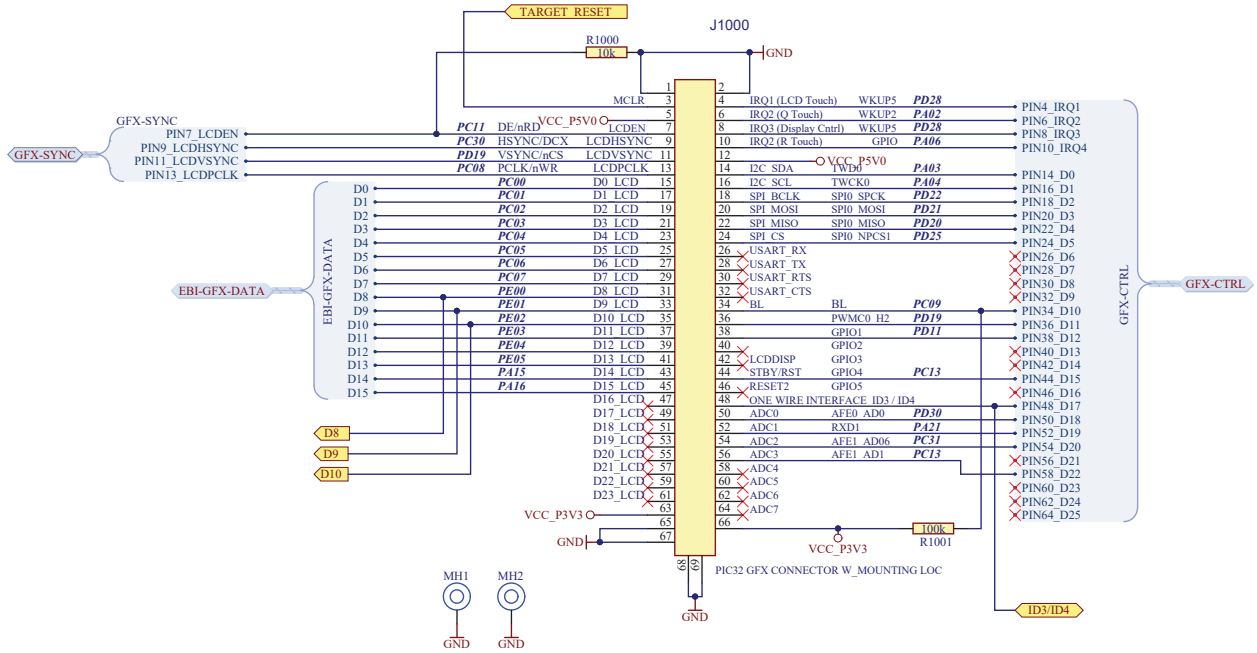 TARGET_RESET
J1000
R1000
10k
GND
1 2
MCLR 3 4 IRQ1 (LCD Touch) WKUP5 PD28 PIN4_IRQ1
VCC_P5V0 5 6 IRQ2 (Q Touch) WKUP2 PA02 PIN6_IRQ2
GFX-SYNC
PIN7_LCDEN PC11 DE/nRD LCDEN 7 8 IRQ3 (Display Cntrl) WKUP5 PD28 PIN8_IRQ3
PIN9_LCDHSYNC PC30 HSYNC/DCX LCDHSYNC 9 10 IRQ2 (R Touch) GPIO PA06 PIN10_IRQ4
GFX-SYNC
PIN11_LCDVSYNC PD19 VSYNC/nCS LCDVSYNC 11 12 VCC_P5V0
PIN13_LCDPCLK PC08 PCLK/nWR LCDPCLK 13 14 I2C_SDA TWD0 PA03 PIN14_D0
D0 PC00 D0_LCD 15 16 I2C_SCL TWCK0 PA04 PIN16_D1
D1 PC01 D1_LCD 17 18 SPI_BCLK SPI0_SPCK PD22 PIN18_D2
D2 PC02 D2_LCD 19 20 SPI_MOSI SPI0_MOSI PD21 PIN20_D3
D3 PC03 D3_LCD 21 22 SPI_MISO SPI0_MISO PD20 PIN22_D4
D4 PC04 D4_LCD 23 24 SPI_CS SPI0_NPCS1 PD25 PIN24_D5
D5 PC05 D5_LCD 25 26 USART_RX PIN26_D6
D6 PC06 D6_LCD 27 28 USART_TX PIN28_D7
D7 PC07 D7_LCD 29 30 USART_RTS PIN30_D8
EBI-GFX-DATA
EBI-GFX-DATA
GFX-CTRL
GFX-CTRL
D8 PE00 D8_LCD 31 32 USART_CTS PIN32_D9
D9 PE01 D9_LCD 33 34 BL BL PC09 PIN34_D10
D10 PE02 D10_LCD 35 36 PWMC0_H2 PD19 PIN36_D11
D11 PE03 D11_LCD 37 38 GPIO1 PD11 PIN38_D12
D12 PE04 D12_LCD 39 40 GPIO2 PIN40_D13
D13 PE05 D13_LCD 41 42 LCDDISP GPIO3 PIN42_D14
D14 PA15 D14_LCD 43 44 STBY/RST GPIO4 PC13 PIN44_D15
D15 PA16 D15_LCD 45 46 RESET2 GPIO5 PIN46_D16
D16_LCD 47 48 ONE WIRE INTERFACE_ID3 / ID4 PIN48_D17
D17_LCD 49 50 ADC0 AFE0_AD0 PD30 PIN50_D18
D18_LCD 51 52 ADC1 RXD1 PA21 PIN52_D19
D8
D19_LCD 53 54 ADC2 AFE1_AD06 PC31 PIN54_D20
D9
D20_LCD 55 56 ADC3 AFE1_AD1 PC13 PIN56_D21
D10
D21_LCD 57 58 ADC4 PIN58_D22
D22_LCD 59 60 ADC5 PIN60_D23
D23_LCD 61 62 ADC6 PIN62_D24
VCC_P3V3 63 64 ADC7 PIN64_D25
65 66 100k
GND 67 VCC_P3V3 R1001
68 69
PIC32 GFX CONNECTOR W_MOUNTING LOC
MH1 MH2
GND
ID3/ID4
GND GND